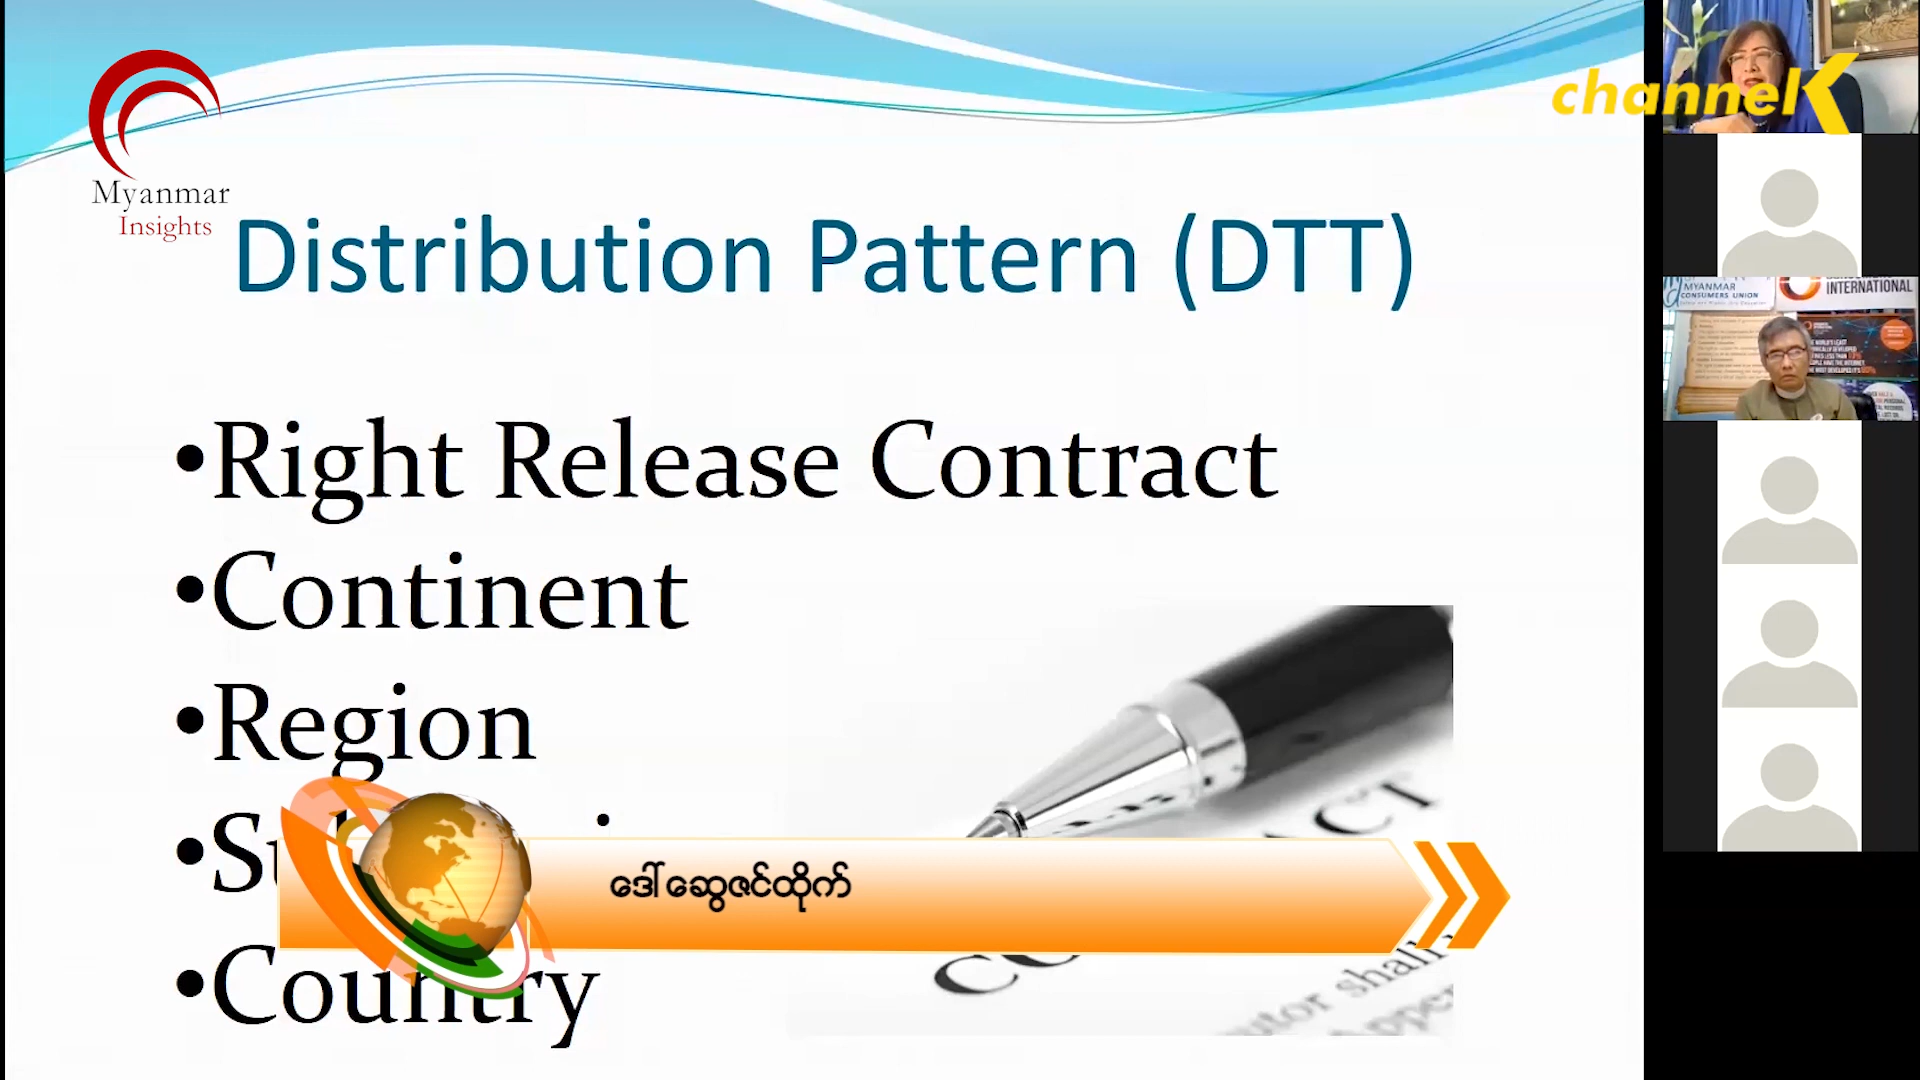 Myanmar
Insights
channelK
Distribution Pattern (DTT)
•Right Release Contract
•Continent
•Region
•Country
ဒေါ်ဆွေဇင်ထိုက်
MYANMAR
CONSUMERS UNION
INTERNATIONAL